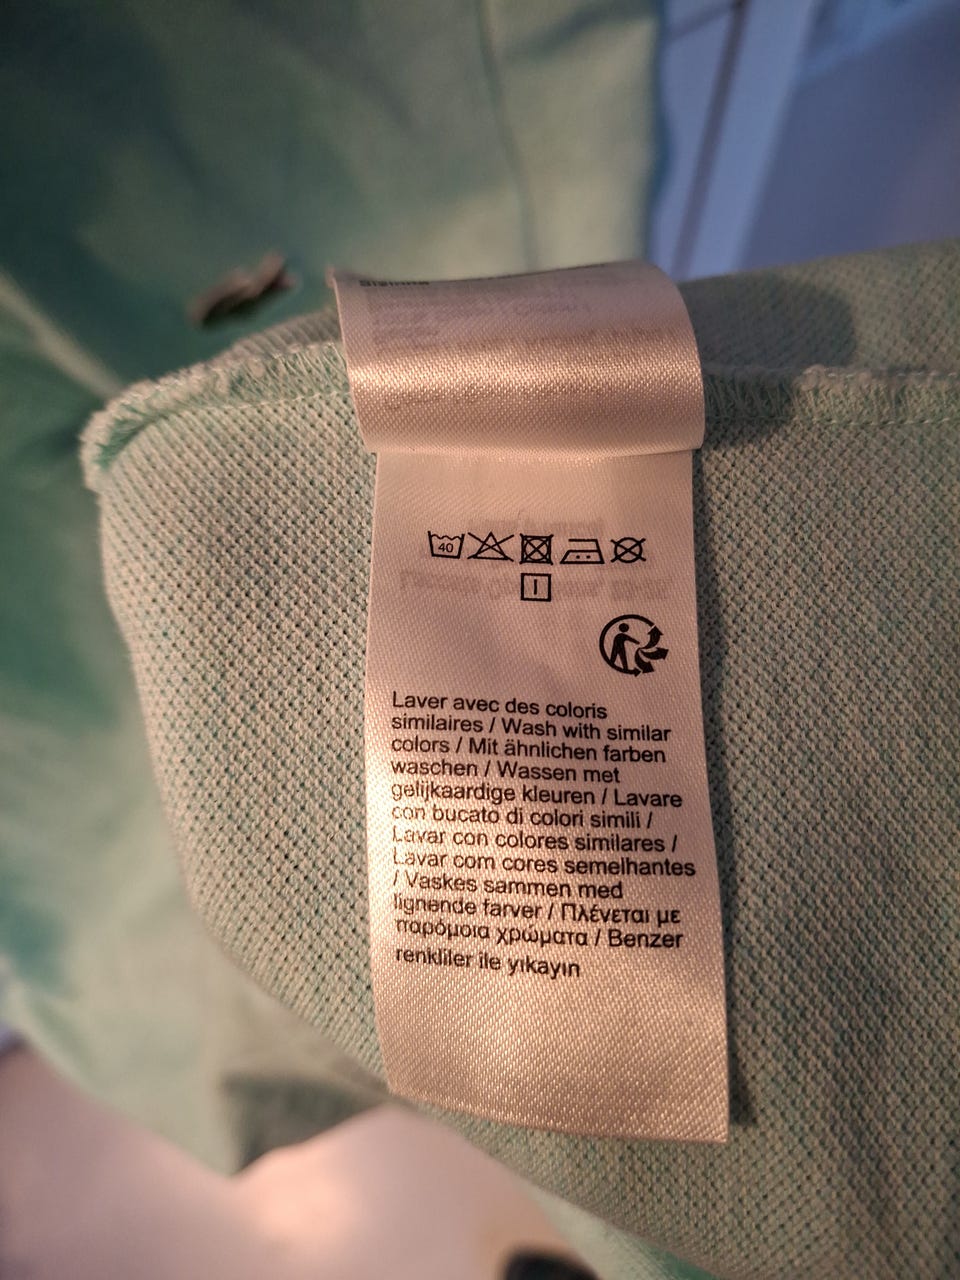 40
Laver avec des coloris
similaires / Wash with similar
colors / Mit ähnlichen farben
waschen / Wassen met
gelijkaardige kleuren / Lavare
con bucato di colori simili /
Lavar con colores similares /
Lavar com cores semelhantes
/ Vaskes sammen med
lignende farver / Πλένεται με
παρόμοια χρωματα / Benzer
renkliler ile yıkayın